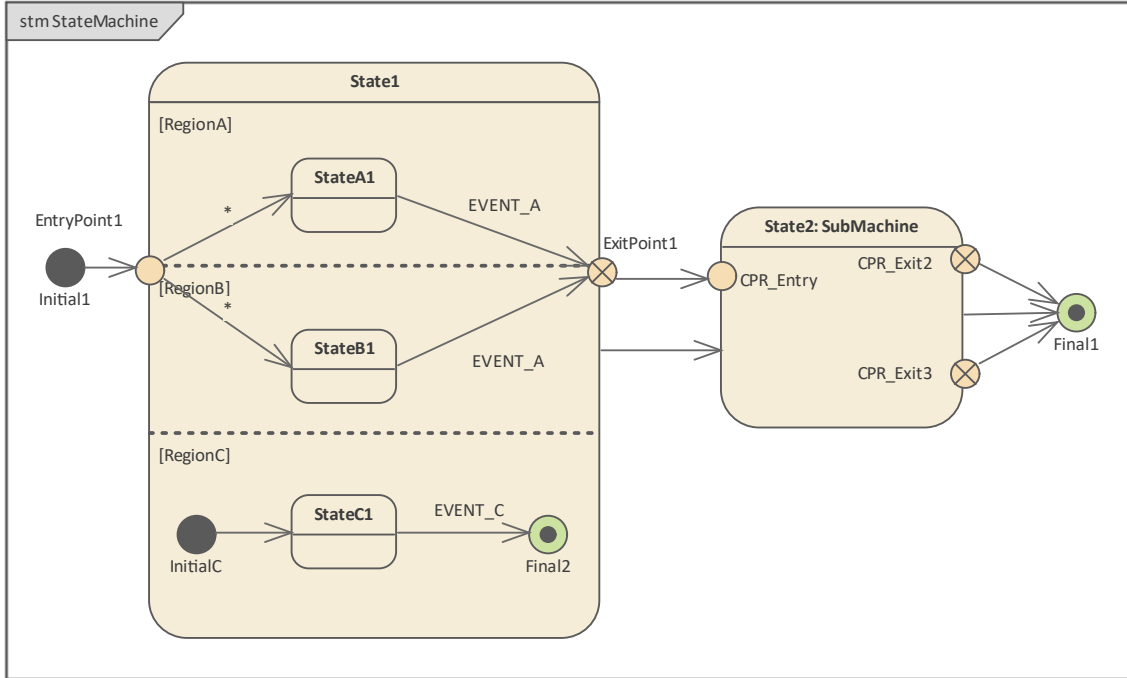 stm StateMachine
State1
[RegionA]
StateA1
*
EVENT_A
EntryPoint1
Initial1
ExitPoint1
[RegionB]
*
StateB1
EVENT_A
State2: SubMachine
CPR_Entry
CPR_Exit2
CPR_Exit3
Final1
[RegionC]
StateC1
EVENT_C
InitialC
Final2